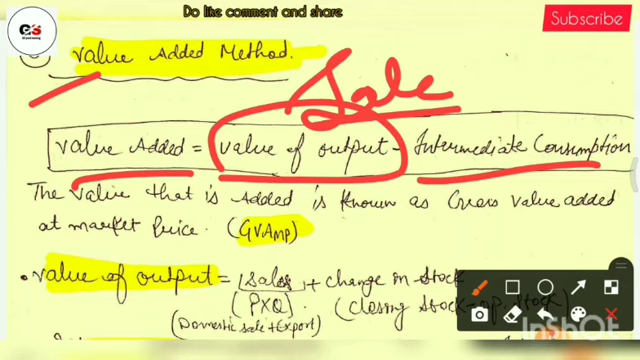 Do like comment and share
Subscribe
Value Added Method.
Sale
Value Added = Value of output - Intermediate Consumption
The value that is Added is known as Gross value added
at market Price. (GVAMP)
• Value of output = Sales + change in stock
[PXQ]. (closing stock - op. stock)
(Domestic sale + Export)
InShot